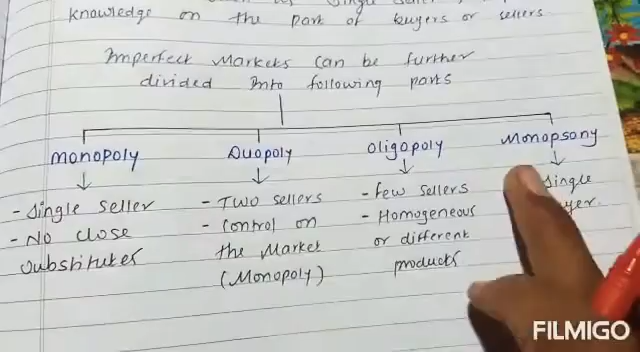 Single Seller
knowledge on the part of buyers or sellers
Imperfect Markets can be further
divided Into following parts
Monopoly
- Single Seller
- No close
Substitutes
Duopoly
- Two sellers
- Control on
the Market
(Monopoly)
Oligopoly
- Few sellers
- Homogeneous
or different
products
Monopsony
Single
FILMIGO